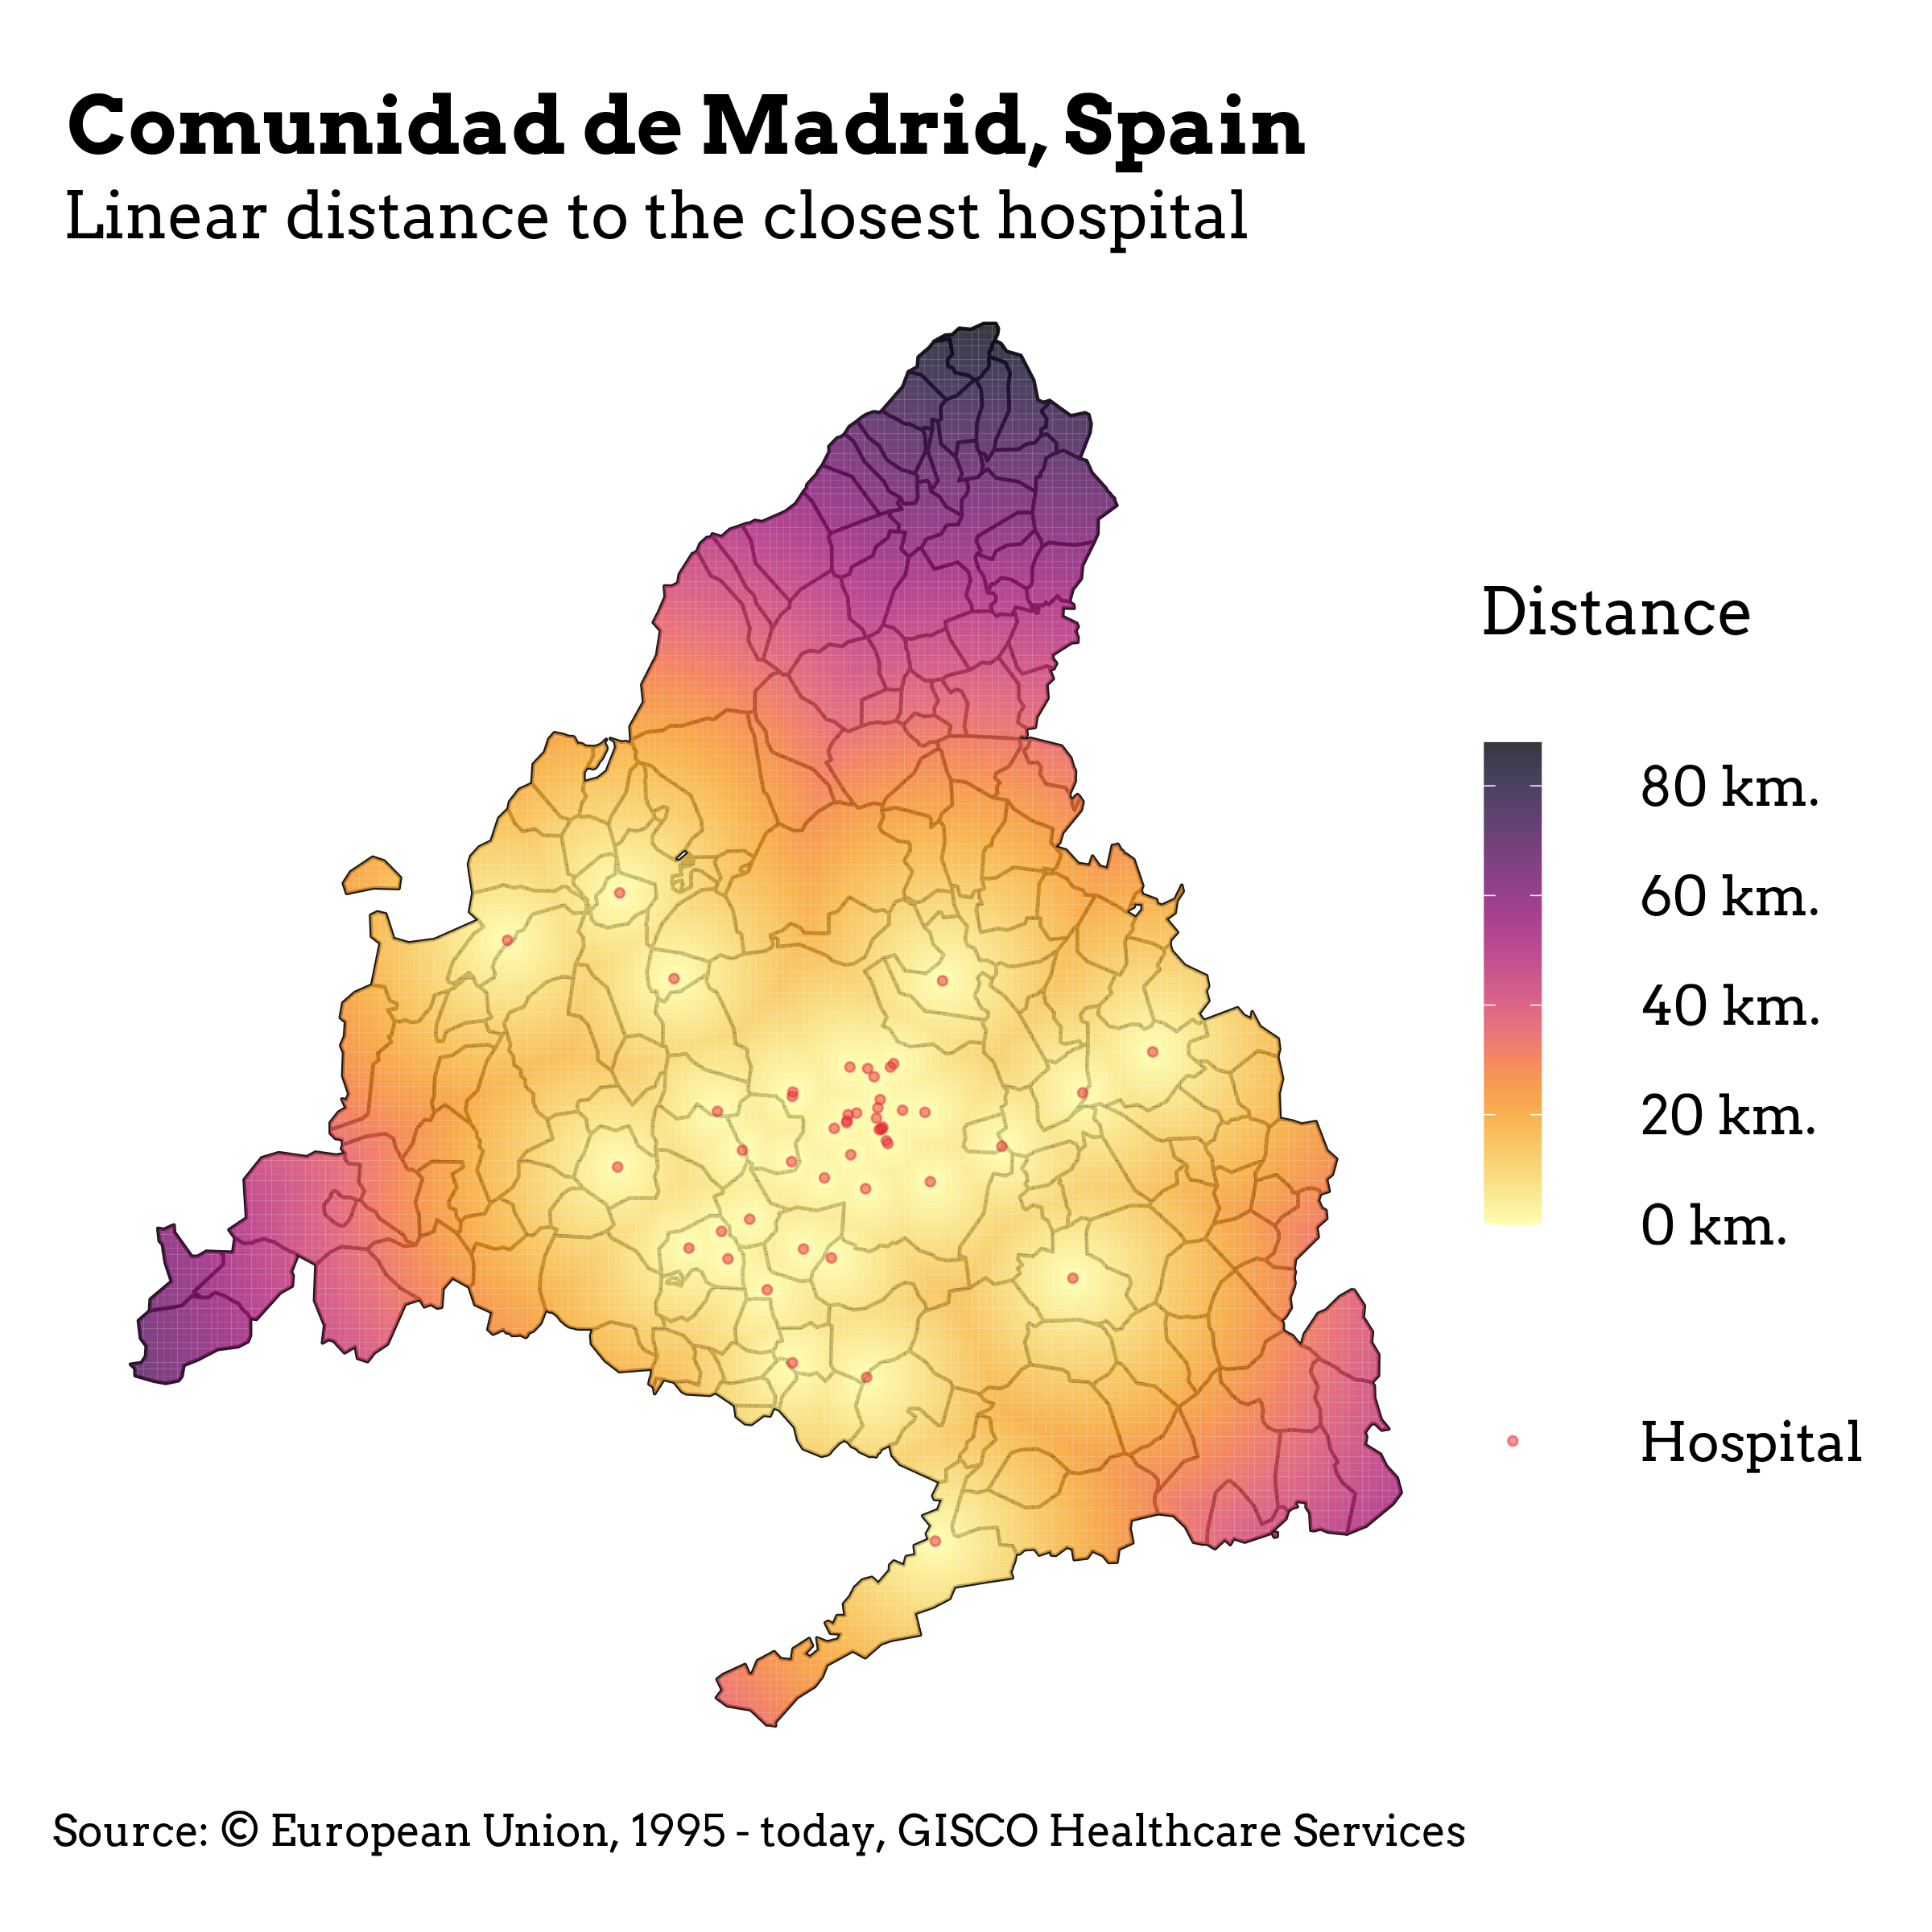 Comunidad de Madrid, Spain
Linear distance to the closest hospital
Distance
80 km.
60 km.
40 km.
20 km.
0 km.
Hospital
Source: © European Union, 1995 - today, GISCO Healthcare Services